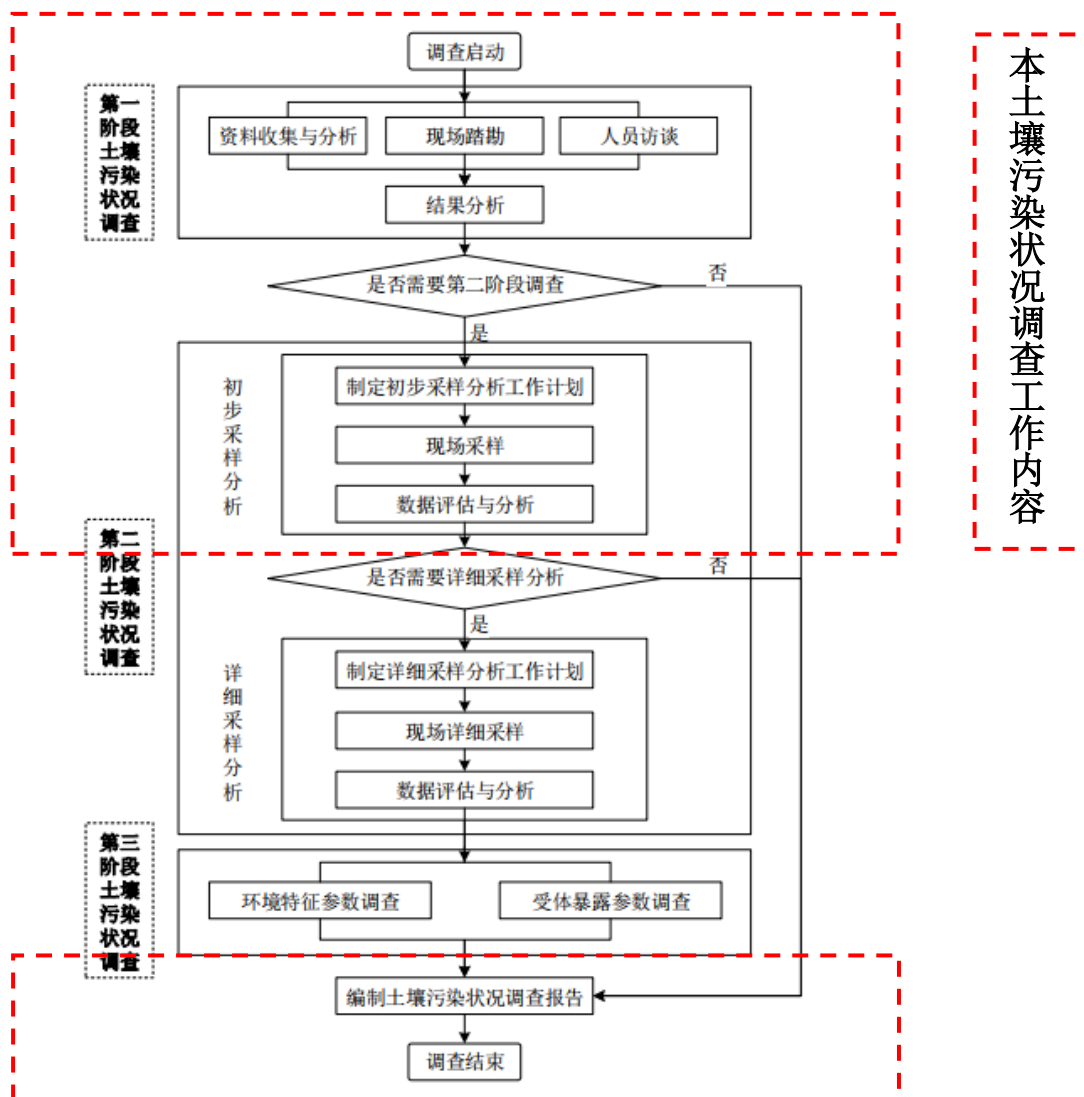 调查启动
第一阶段土壤污染状况调查
资料收集与分析
现场踏勘
人员访谈
结果分析
是否需要第二阶段调查
否
是
初步采样分析
制定初步采样分析工作计划
现场采样
数据评估与分析
第二阶段土壤污染状况调查
是否需要详细采样分析
否
是
详细采样分析
制定详细采样分析工作计划
现场详细采样
数据评估与分析
第三阶段土壤污染状况调查
环境特征参数调查
受体暴露参数调查
编制土壤污染状况调查报告
调查结束
本土壤污染状况调查工作内容